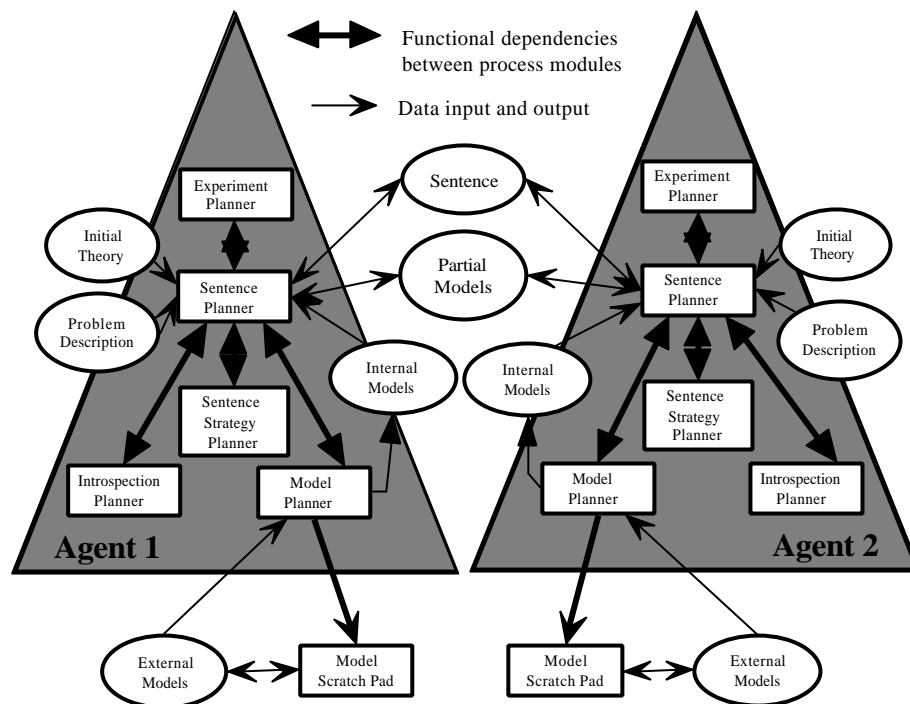 Functional dependencies
between process modules
Data input and output
Experiment
Planner
Sentence
Experiment
Planner
Initial
Theory
Initial
Theory
Sentence
Planner
Partial
Models
Sentence
Planner
Problem
Description
Problem
Description
Internal
Models
Internal
Models
Sentence
Strategy
Planner
Sentence
Strategy
Planner
Introspection
Planner
Model
Planner
Model
Planner
Introspection
Planner
Agent 1
Agent 2
External
Models
Model
Scratch Pad
Model
Scratch Pad
External
Models